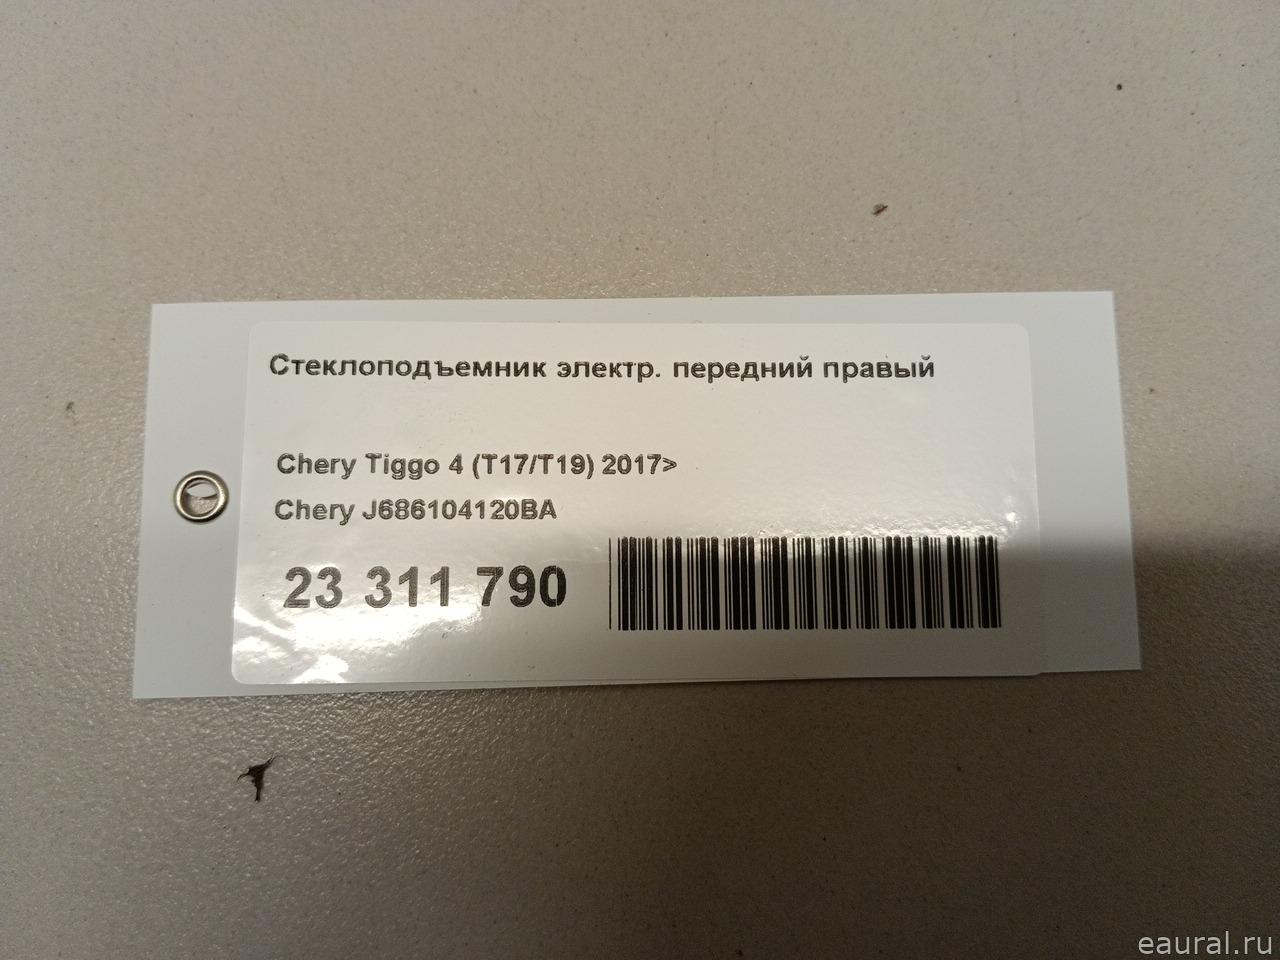 Стеклоподъемник электр. передний правый
Chery Tiggo 4 (T17/T19) 2017>
Chery J686104120BA
23 311 790
eaural.ru